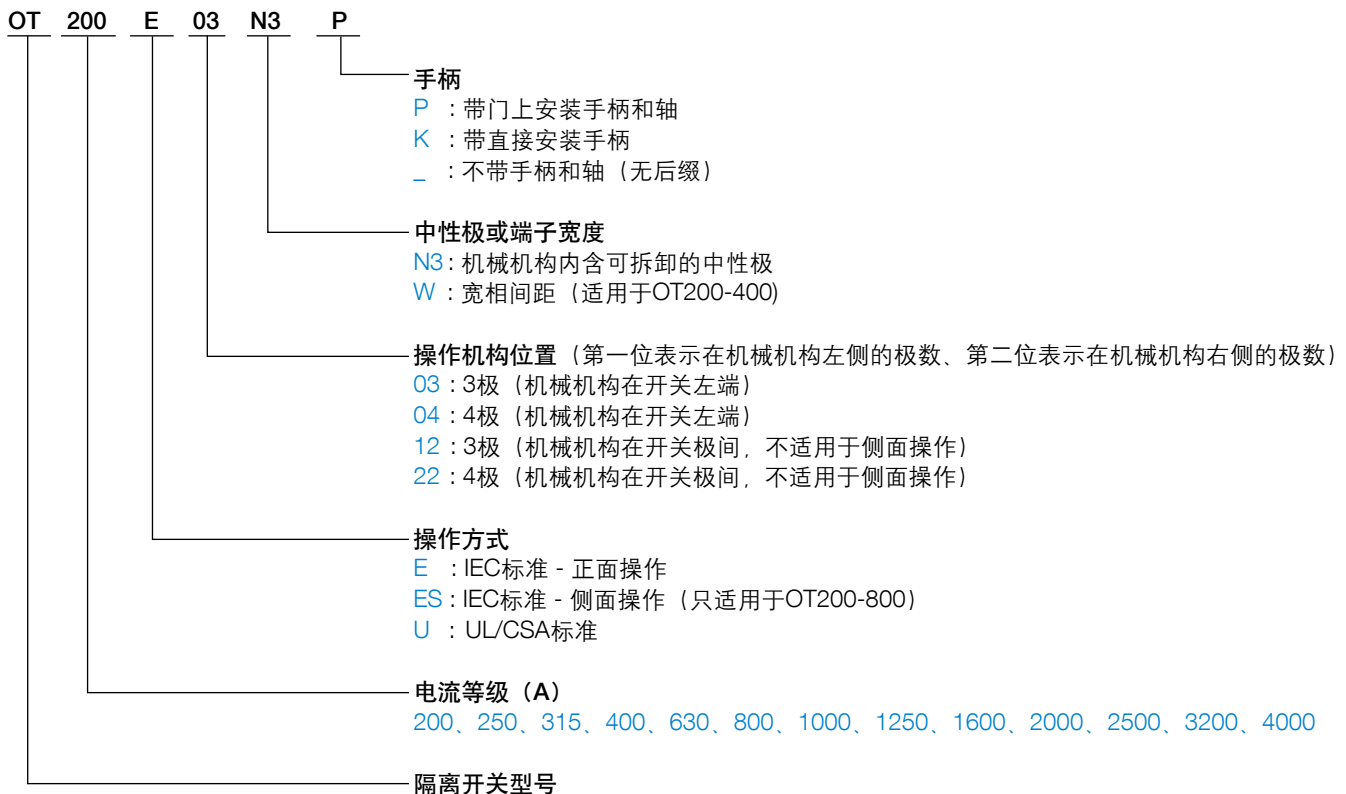 OT 200 E 03 N3 P
手柄
P ：带门上安装手柄和轴
K ：带直接安装手柄
_ ：不带手柄和轴（无后缀）
中性极或端子宽度
N3：机械机构内含可拆卸的中性极
W ：宽相间距（适用于OT200-400)
操作机构位置（第一位表示在机械机构左侧的极数、第二位表示在机械机构右侧的极数）
03：3极（机械机构在开关左端）
04：4极（机械机构在开关左端）
12：3极（机械机构在开关极间，不适用于侧面操作）
22：4极（机械机构在开关极间，不适用于侧面操作）
操作方式
E ：IEC标准 - 正面操作
ES：IEC标准 - 侧面操作（只适用于OT200-800）
U ：UL/CSA标准
电流等级（A）
200、250、315、400、630、800、1000、1250、1600、2000、2500、3200、4000
隔离开关型号